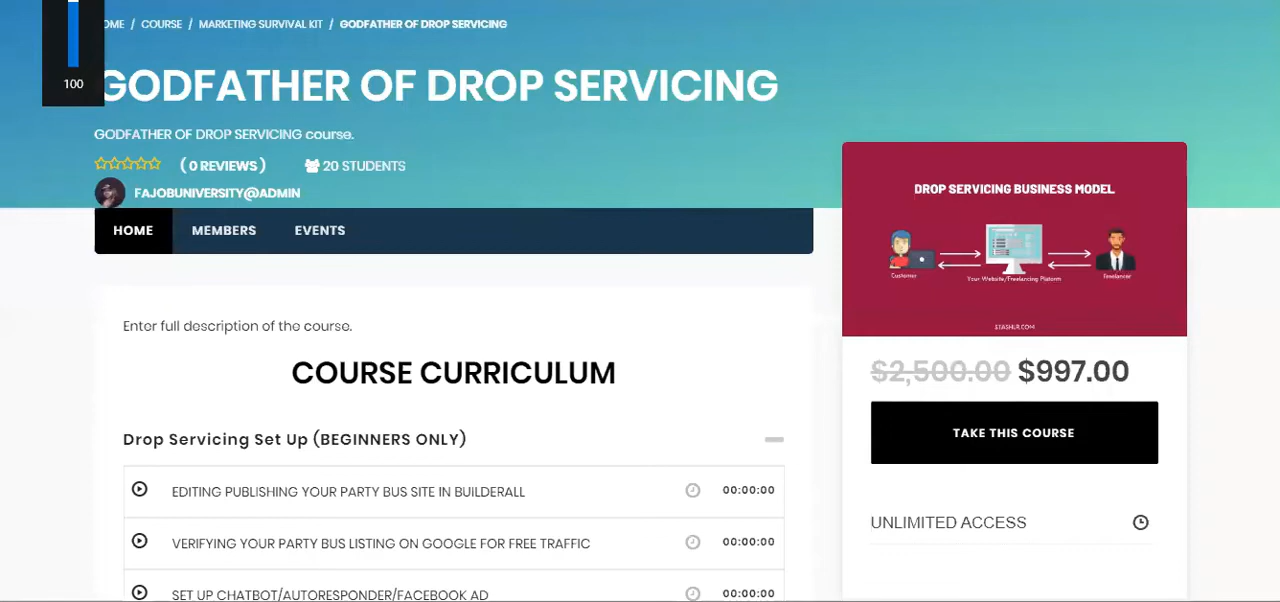 OME / COURSE / MARKETING SURVIVAL KIT / GODFATHER OF DROP SERVICING
100
GODFATHER OF DROP SERVICING
GODFATHER OF DROP SERVICING course.
( 0 REVIEWS ) 20 STUDENTS
FAJOBUNIVERSITY@ADMIN
HOME MEMBERS EVENTS
DROP SERVICING BUSINESS MODEL
Customer Your Website/Freelancing Platform Freelancer
STASHLR.COM
Enter full description of the course.
$2,500.00 $997.00
COURSE CURRICULUM
TAKE THIS COURSE
Drop Servicing Set Up (BEGINNERS ONLY)
EDITING PUBLISHING YOUR PARTY BUS SITE IN BUILDERALL 00:00:00
UNLIMITED ACCESS
VERIFYING YOUR PARTY BUS LISTING ON GOOGLE FOR FREE TRAFFIC 00:00:00
SET UP CHATBOT/AUTORESPONDER/FACEBOOK AD 00:00:00